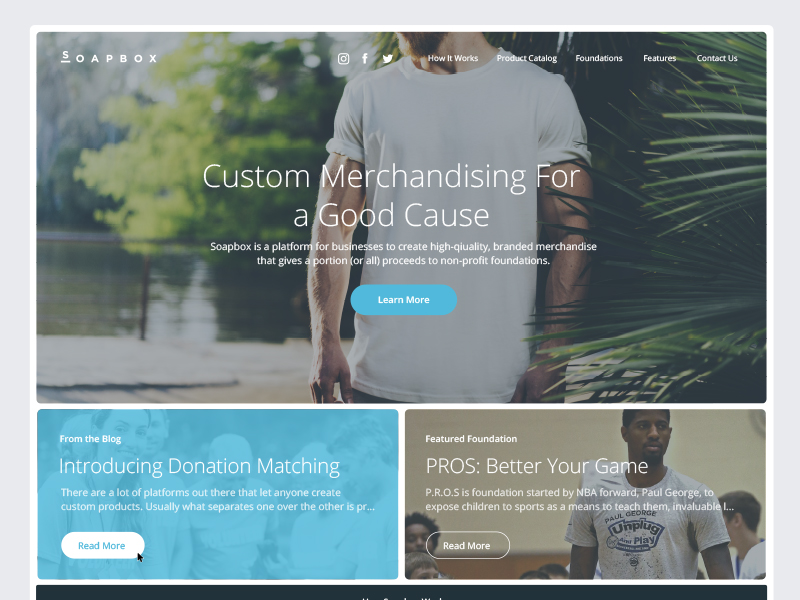 SOAPBOX
How It Works
Product Catalog
Foundations
Features
Contact Us
Custom Merchandising For
a Good Cause
Soapbox is a platform for businesses to create high-qiuality, branded merchandise
that gives a portion (or all) proceeds to non-profit foundations.
Learn More
From the Blog
Introducing Donation Matching
There are a lot of platforms out there that let anyone create
custom products. Usually what separates one over the other is pr...
Read More
Featured Foundation
PROS: Better Your Game
P.R.O.S is foundation started by NBA forward, Paul George, to
expose children to sports as a means to teach them, invaluable l...
Read More
PAUL GEORGE
Unplug
And Play